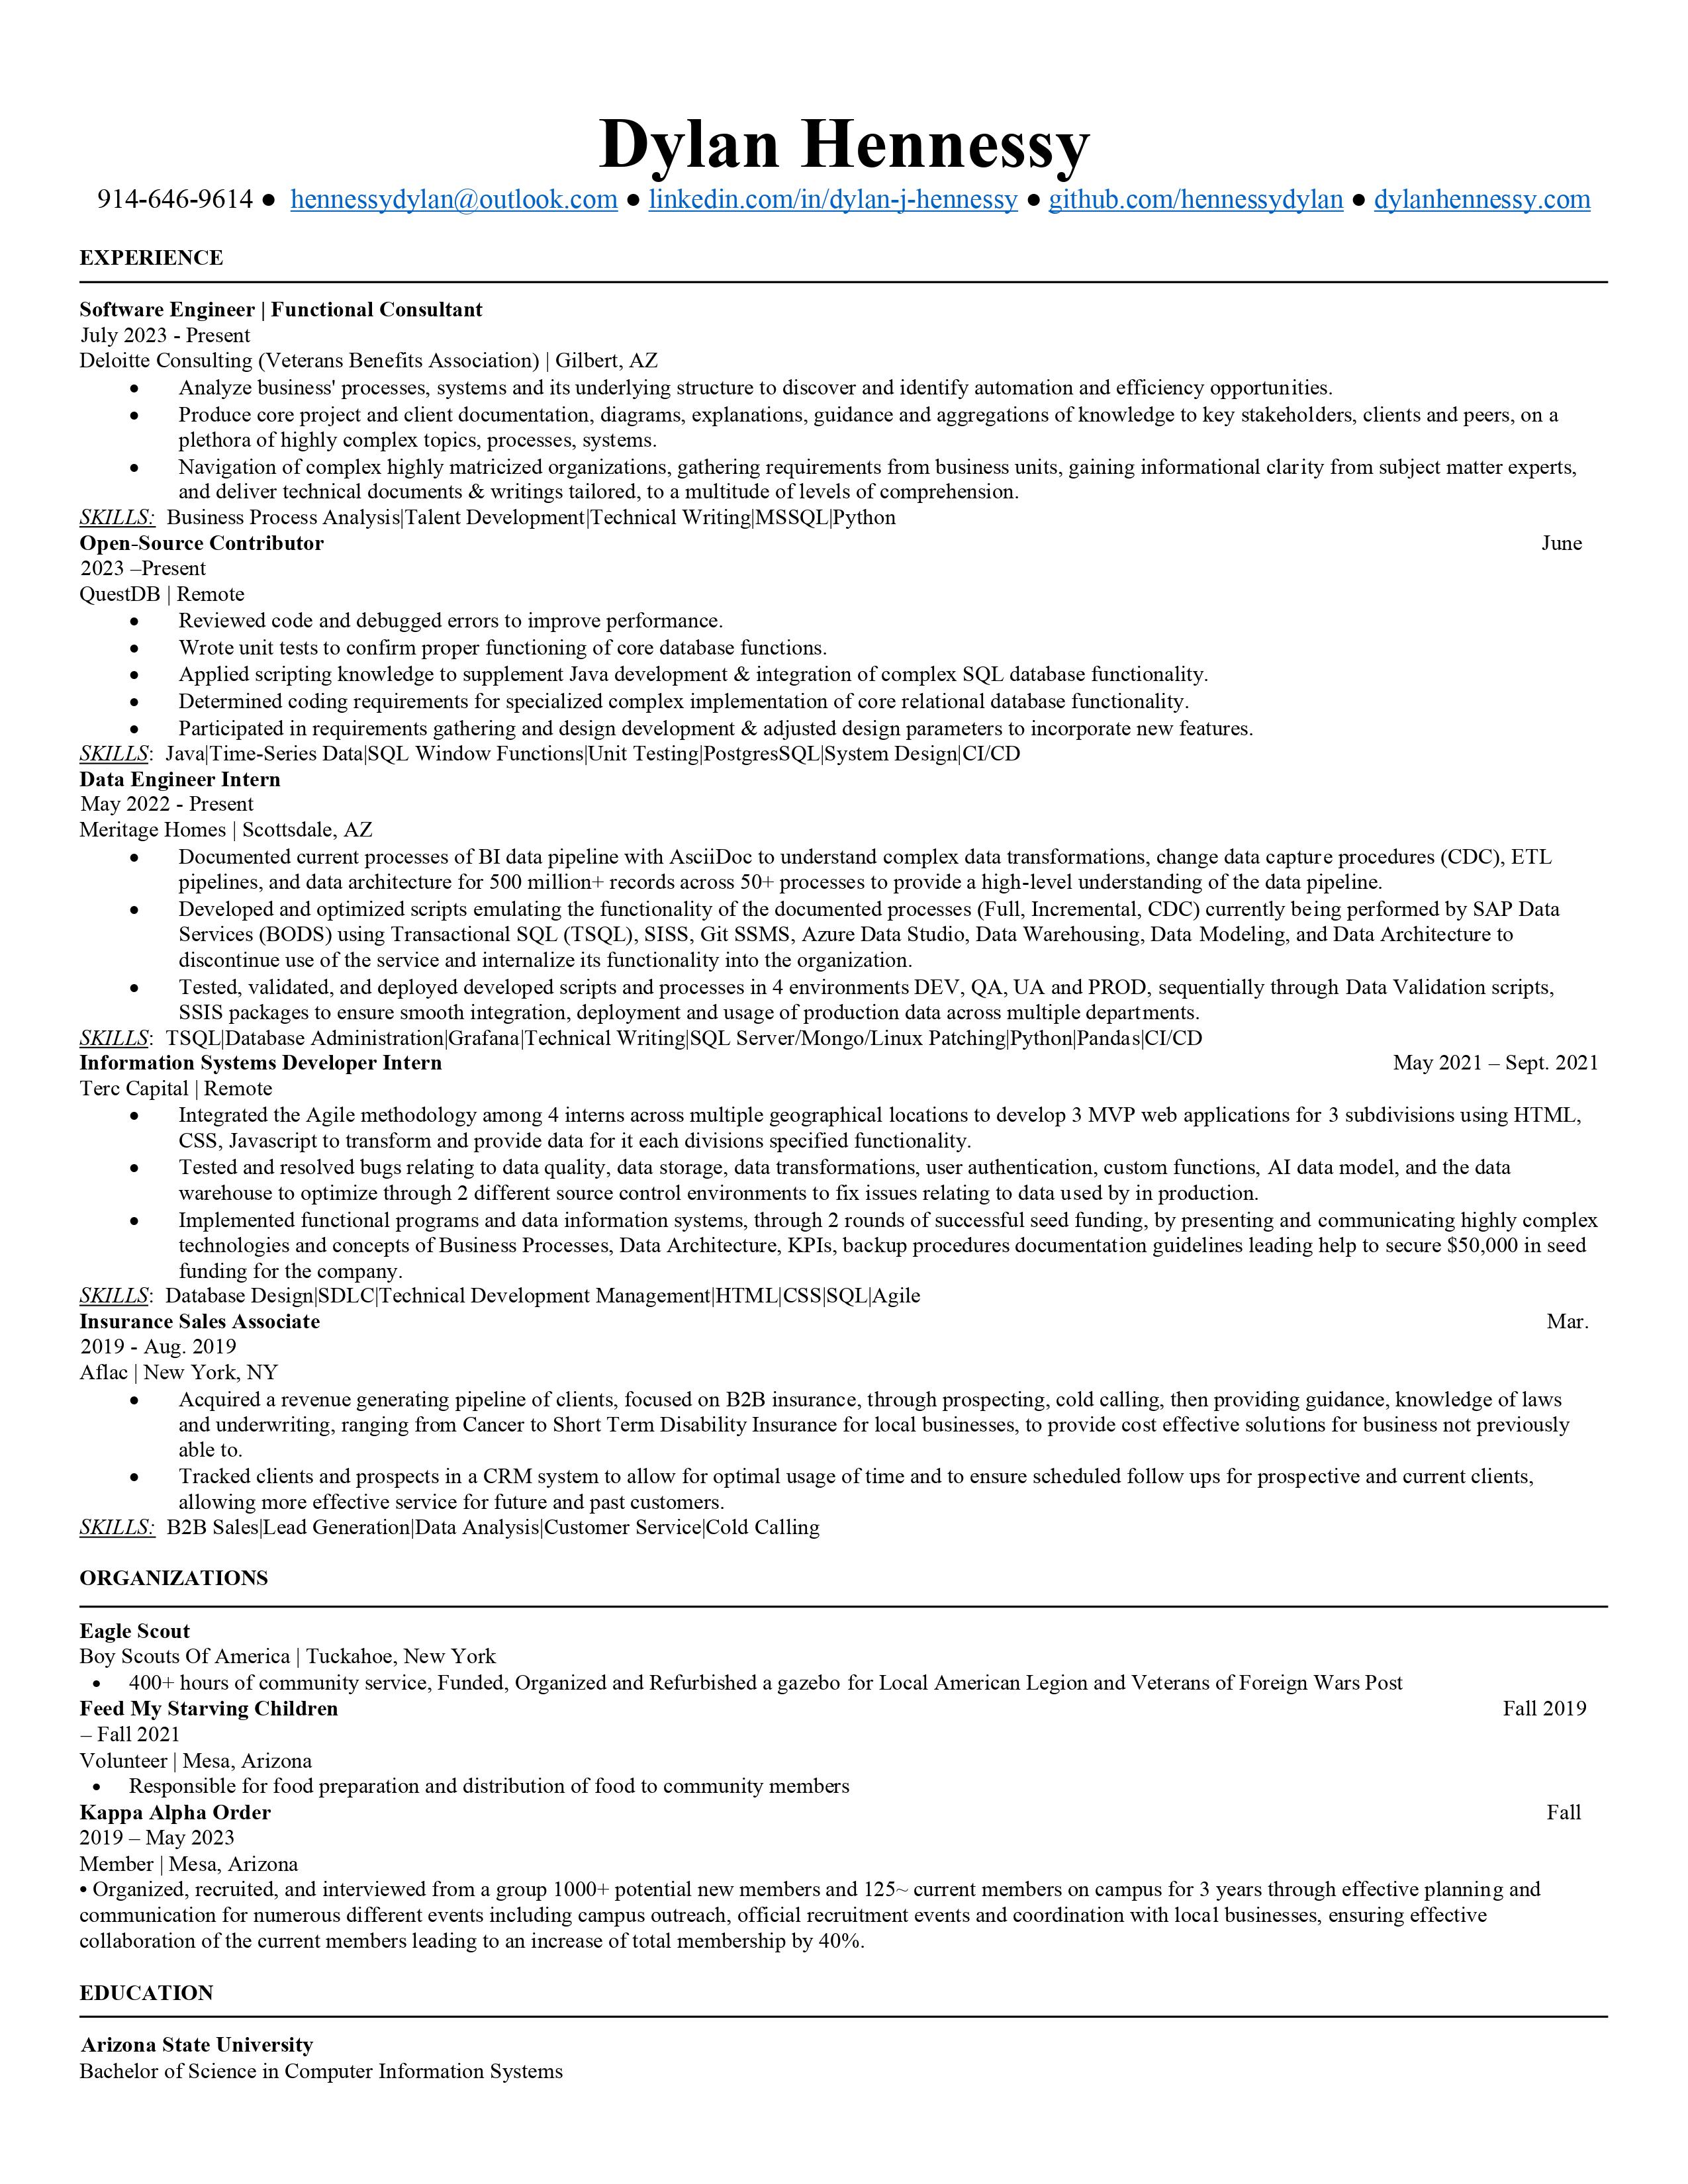 Dylan Hennessy
914-646-9614 ● hennessydylan@outlook.com ● linkedin.com/in/dylan-j-hennessy ● github.com/hennessydylan ● dylanhennessy.com
EXPERIENCE
Software Engineer | Functional Consultant
July 2023 - Present
Deloitte Consulting (Veterans Benefits Association) | Gilbert, AZ
• Analyze business' processes, systems and its underlying structure to discover and identify automation and efficiency opportunities.
• Produce core project and client documentation, diagrams, explanations, guidance and aggregations of knowledge to key stakeholders, clients and peers, on a
plethora of highly complex topics, processes, systems.
• Navigation of complex highly matricized organizations, gathering requirements from business units, gaining informational clarity from subject matter experts,
and deliver technical documents & writings tailored, to a multitude of levels of comprehension.
SKILLS: Business Process Analysis|Talent Development|Technical Writing|MSSQL|Python
Open-Source Contributor June
2023 –Present
QuestDB | Remote
• Reviewed code and debugged errors to improve performance.
• Wrote unit tests to confirm proper functioning of core database functions.
• Applied scripting knowledge to supplement Java development & integration of complex SQL database functionality.
• Determined coding requirements for specialized complex implementation of core relational database functionality.
• Participated in requirements gathering and design development & adjusted design parameters to incorporate new features.
SKILLS: Java|Time-Series Data|SQL Window Functions|Unit Testing|PostgresSQL|System Design|CI/CD
Data Engineer Intern
May 2022 - Present
Meritage Homes | Scottsdale, AZ
• Documented current processes of BI data pipeline with AsciiDoc to understand complex data transformations, change data capture procedures (CDC), ETL
pipelines, and data architecture for 500 million+ records across 50+ processes to provide a high-level understanding of the data pipeline.
• Developed and optimized scripts emulating the functionality of the documented processes (Full, Incremental, CDC) currently being performed by SAP Data
Services (BODS) using Transactional SQL (TSQL), SISS, Git SSMS, Azure Data Studio, Data Warehousing, Data Modeling, and Data Architecture to
discontinue use of the service and internalize its functionality into the organization.
• Tested, validated, and deployed developed scripts and processes in 4 environments DEV, QA, UA and PROD, sequentially through Data Validation scripts,
SSIS packages to ensure smooth integration, deployment and usage of production data across multiple departments.
SKILLS: TSQL|Database Administration|Grafana|Technical Writing|SQL Server/Mongo/Linux Patching|Python|Pandas|CI/CD
Information Systems Developer Intern May 2021 – Sept. 2021
Terc Capital | Remote
• Integrated the Agile methodology among 4 interns across multiple geographical locations to develop 3 MVP web applications for 3 subdivisions using HTML,
CSS, Javascript to transform and provide data for it each divisions specified functionality.
• Tested and resolved bugs relating to data quality, data storage, data transformations, user authentication, custom functions, AI data model, and the data
warehouse to optimize through 2 different source control environments to fix issues relating to data used by in production.
• Implemented functional programs and data information systems, through 2 rounds of successful seed funding, by presenting and communicating highly complex
technologies and concepts of Business Processes, Data Architecture, KPIs, backup procedures documentation guidelines leading help to secure $50,000 in seed
funding for the company.
SKILLS: Database Design|SDLC|Technical Development Management|HTML|CSS|SQL|Agile
Insurance Sales Associate Mar.
2019 - Aug. 2019
Aflac | New York, NY
• Acquired a revenue generating pipeline of clients, focused on B2B insurance, through prospecting, cold calling, then providing guidance, knowledge of laws
and underwriting, ranging from Cancer to Short Term Disability Insurance for local businesses, to provide cost effective solutions for business not previously
able to.
• Tracked clients and prospects in a CRM system to allow for optimal usage of time and to ensure scheduled follow ups for prospective and current clients,
allowing more effective service for future and past customers.
SKILLS: B2B Sales|Lead Generation|Data Analysis|Customer Service|Cold Calling
ORGANIZATIONS
Eagle Scout
Boy Scouts Of America | Tuckahoe, New York
• 400+ hours of community service, Funded, Organized and Refurbished a gazebo for Local American Legion and Veterans of Foreign Wars Post
Feed My Starving Children Fall 2019
– Fall 2021
Volunteer | Mesa, Arizona
• Responsible for food preparation and distribution of food to community members
Kappa Alpha Order Fall
2019 – May 2023
Member | Mesa, Arizona
• Organized, recruited, and interviewed from a group 1000+ potential new members and 125~ current members on campus for 3 years through effective planning and
communication for numerous different events including campus outreach, official recruitment events and coordination with local businesses, ensuring effective
collaboration of the current members leading to an increase of total membership by 40%.
EDUCATION
Arizona State University
Bachelor of Science in Computer Information Systems